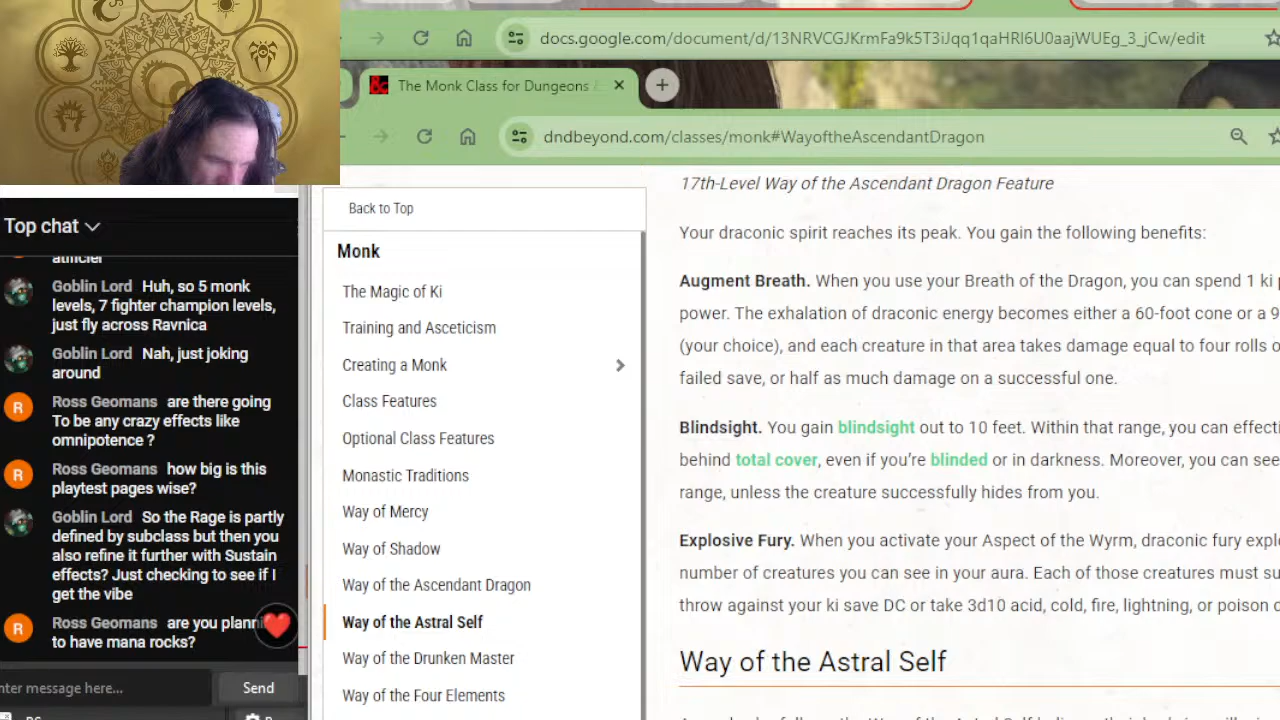 docs.google.com/document/d/13NRVCGJKrmFa9k5T3iJqq1qaHRl6U0aajWUEg_3_jCw/edit
The Monk Class for Dungeons
dndbeyond.com/classes/monk#WayoftheAscendantDragon
Top chat
Goblin Lord Huh, so 5 monk
levels, 7 fighter champion levels,
just fly across Ravnica
Goblin Lord Nah, just joking
around
Ross Geomans are there going
To be any crazy effects like
omnipotence ?
Ross Geomans how big is this
playtest pages wise?
Goblin Lord So the Rage is partly
defined by subclass but then you
also refine it further with Sustain
effects? Just checking to see if I
get the vibe
Ross Geomans are you
to have mana rocks?
message here...
Send
Back to Top
Monk
The Magic of Ki
Training and Asceticism
Creating a Monk
Class Features
Optional Class Features
Monastic Traditions
Way of Mercy
Way of Shadow
Way of the Ascendant Dragon
Way of the Astral Self
Way of the Drunken Master
Way of the Four Elements
17th-Level Way of the Ascendant Dragon Feature
Your draconic spirit reaches its peak. You gain the following benefits:
Augment Breath. When you use your Breath of the Dragon, you can spend 1 ki
power. The exhalation of draconic energy becomes either a 60-foot cone or a
(your choice), and each creature in that area takes damage equal to four rolls
failed save, or half as much damage on a successful one.
Blindsight. You gain blindsight out to 10 feet. Within that range, you can
behind total cover, even if you're blinded or in darkness. Moreover, you can see
range, unless the creature successfully hides from you.
Explosive Fury. When you activate your Aspect of the Wyrm, draconic fury
number of creatures you can see in your aura. Each of those creatures must
throw against your ki save DC or take 3d10 acid, cold, fire, lightning, or poison
Way of the Astral Self